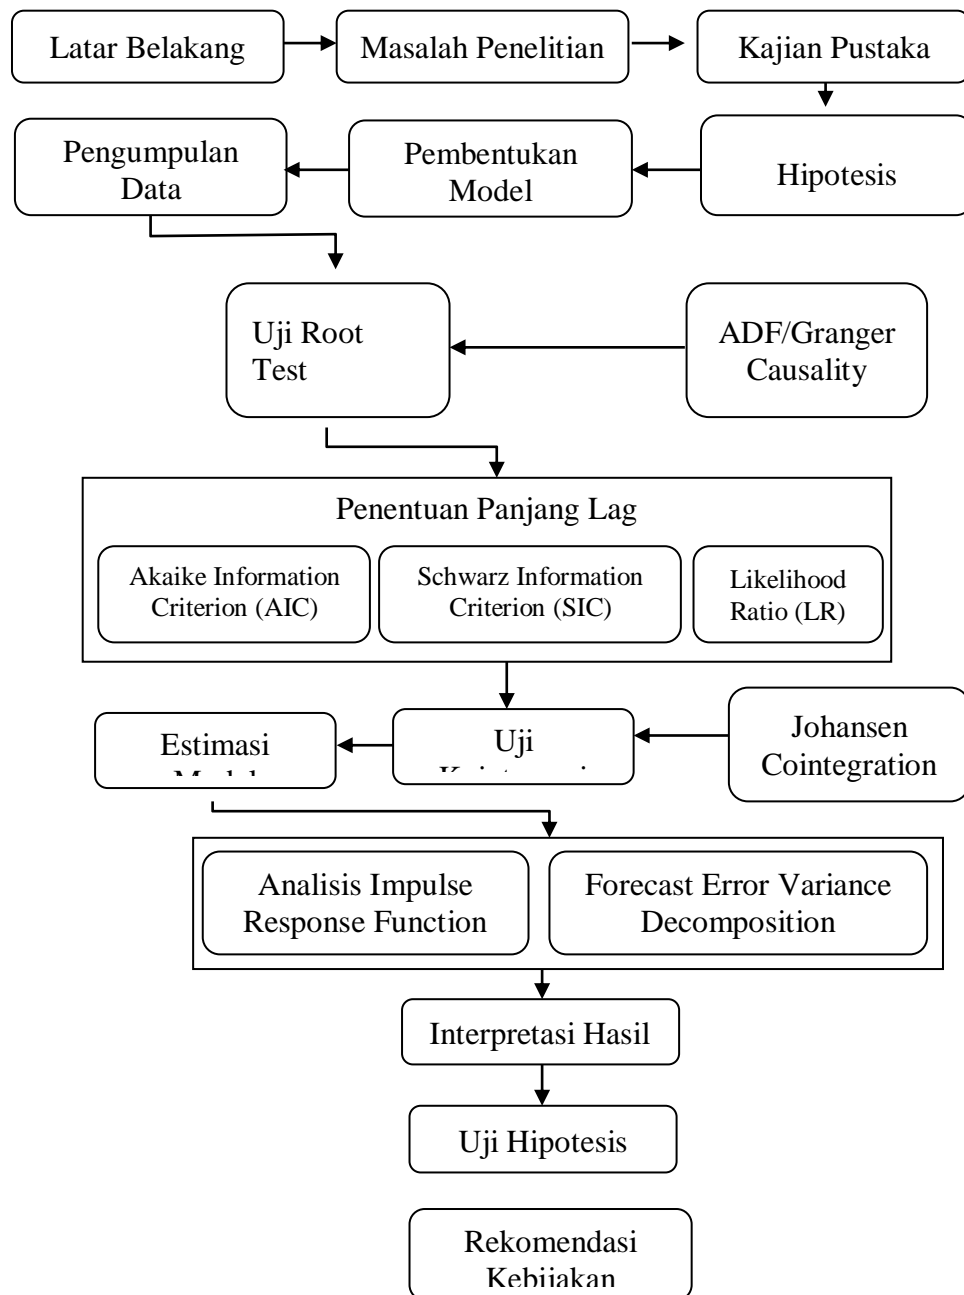 Latar Belakang
Masalah Penelitian
Kajian Pustaka
Pengumpulan
Data
Pembentukan
Model
Hipotesis
Uji Root
Test
ADF/Granger
Causality
Penentuan Panjang Lag
Akaike Information
Criterion (AIC)
Schwarz Information
Criterion (SIC)
Likelihood
Ratio (LR)
Estimasi
Uji
Johansen
Cointegration
Analisis Impulse
Response Function
Forecast Error Variance
Decomposition
Interpretasi Hasil
Uji Hipotesis
Rekomendasi
Kebijakan